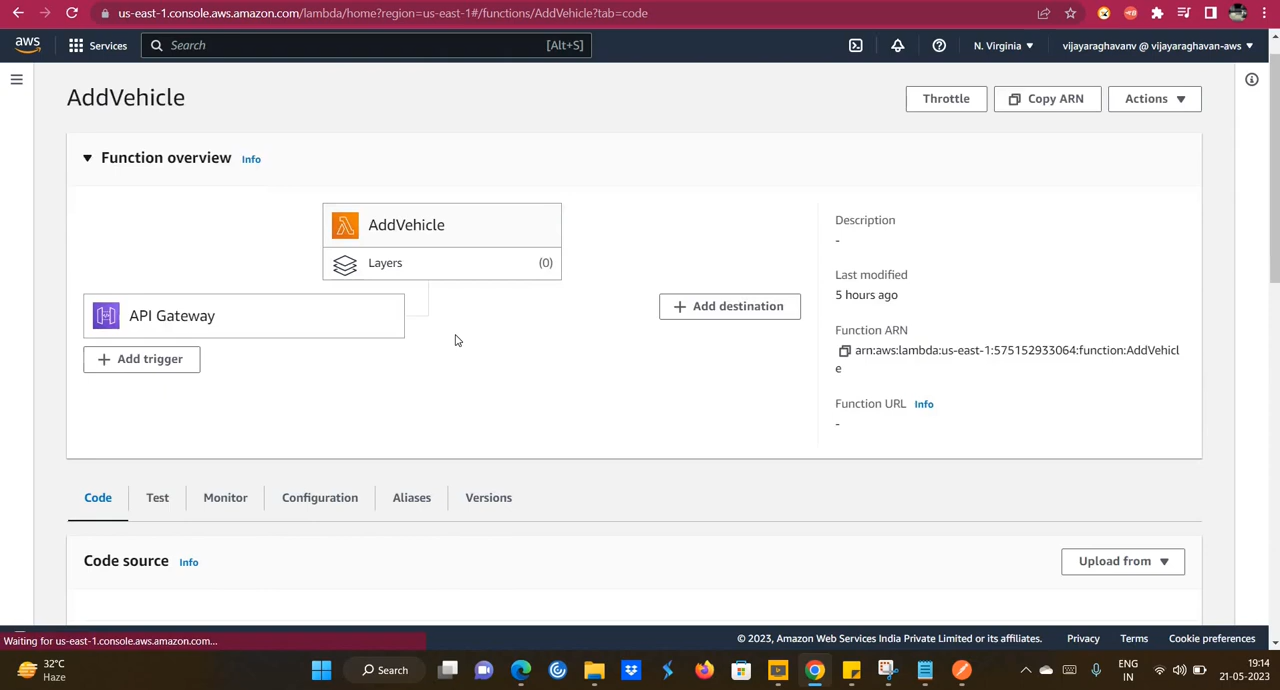 us-east-1.console.aws.amazon.com/lambda/home?region=us-east-1#/functions/AddVehicle?tab=code
aws
Services
Search
[Alt+S]
N. Virginia
vijayaraghavanv @ vijayaraghavan-aws
AddVehicle
Throttle
Copy ARN
Actions
Function overview Info
AddVehicle
Layers (0)
API Gateway
Add trigger
Add destination
Description
-
Last modified
5 hours ago
Function ARN
arn:aws:lambda:us-east-1:575152933064:function:AddVehicl
e
Function URL Info
-
Code Test Monitor Configuration Aliases Versions
Code source Info
Upload from
Waiting for us-east-1.console.aws.amazon.com...
© 2023, Amazon Web Services India Private Limited or its affiliates. Privacy Terms Cookie preferences
32°C
Haze
Search
ENG
IN
19:14
21-05-2023